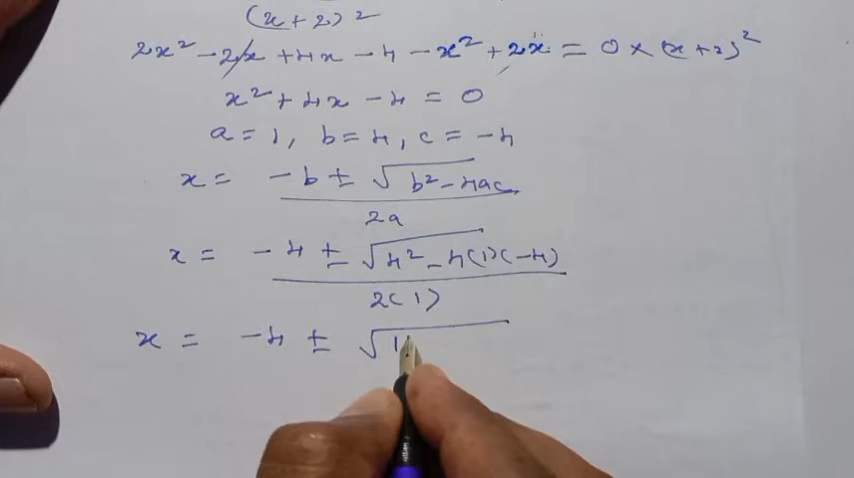 (x+2)²
2x² - 2x + 4x - 4 - x² + 2x = 0 × (x+2)²
x² + 4x - 4 = 0
a = 1, b = 4, c = -4
x = -b ± √b² - 4ac / 2a
x = -4 ± √4² - 4(1)(-4) / 2(1)
x = -4 ± √1